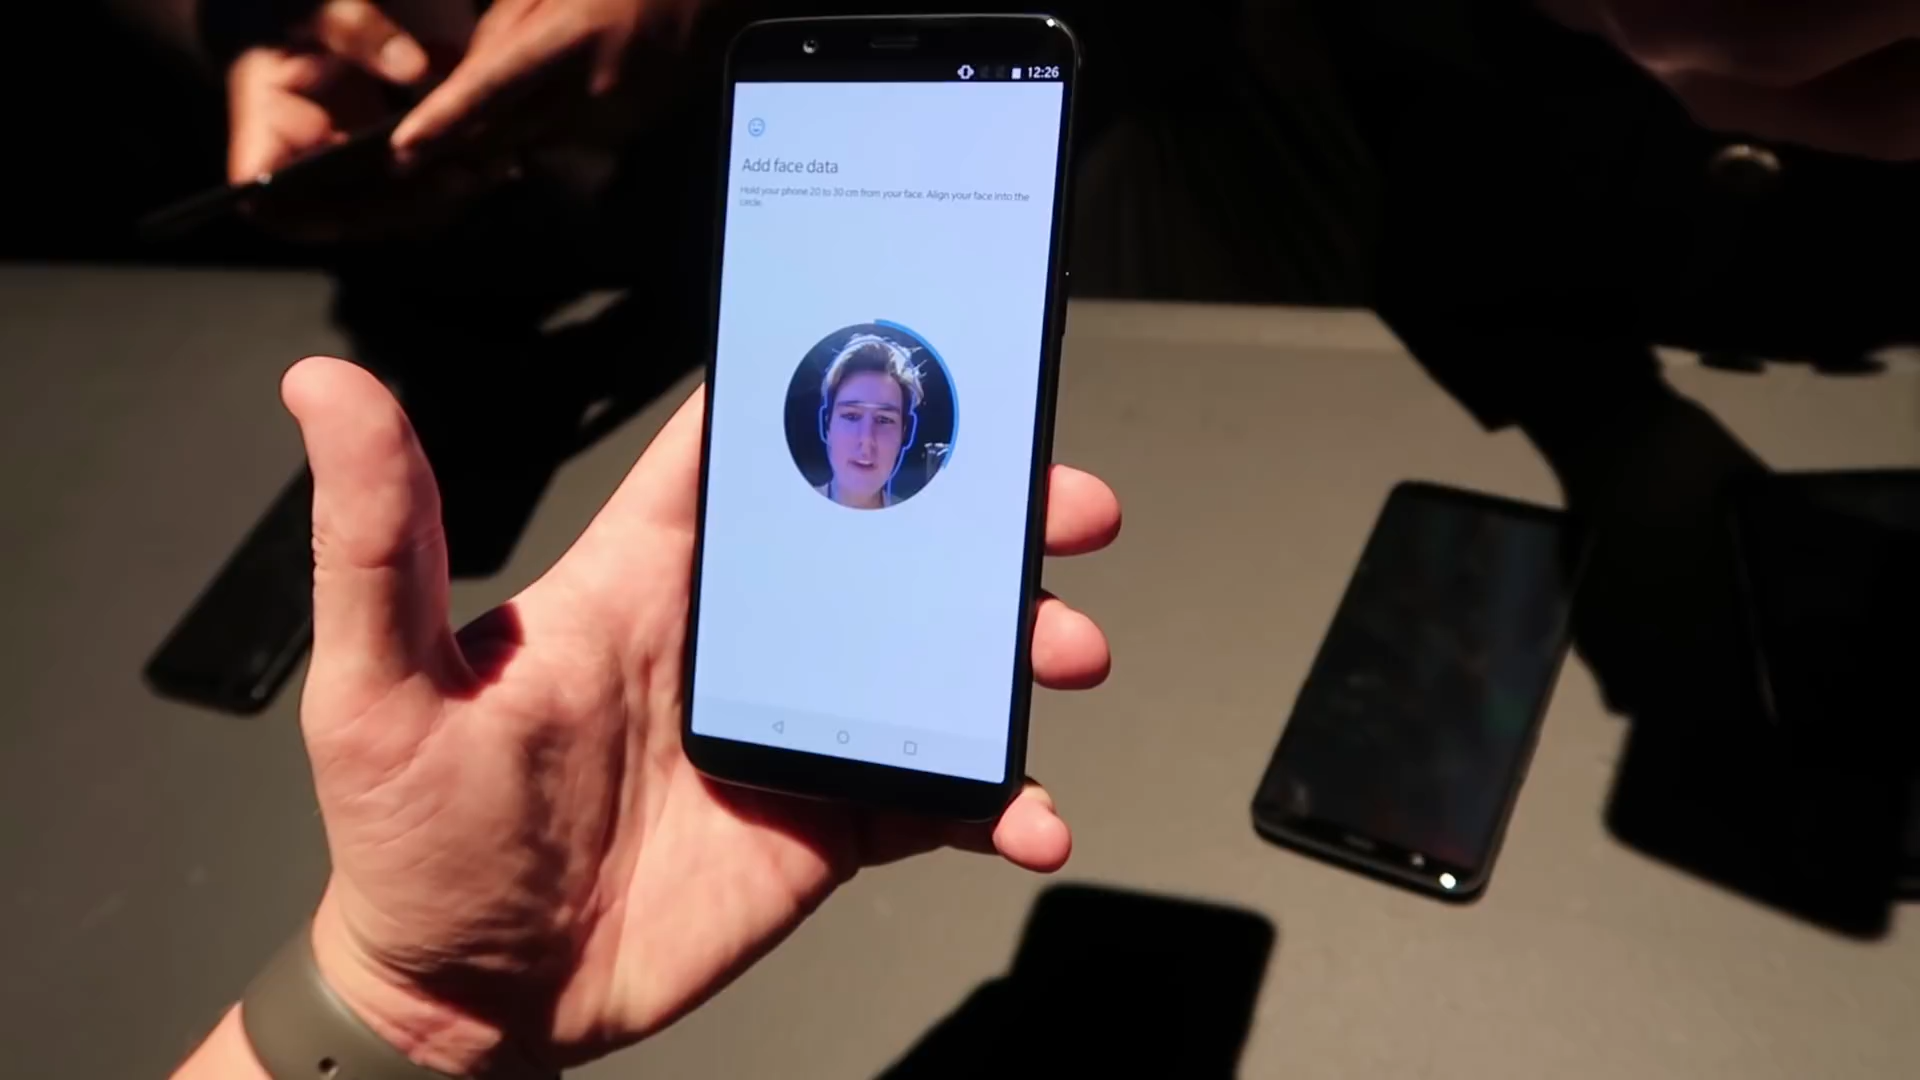 12:26
Add face data
Hold your phone 20 to 30 cm from your face. Align your face into the
circle.